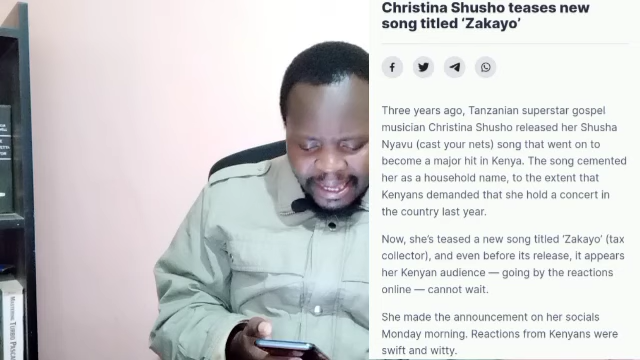 Christina Shusho teases new
song titled ‘Zakayo’
Three years ago, Tanzanian superstar gospel
musician Christina Shusho released her Shusha
Nyavu (cast your nets) song that went on to
become a major hit in Kenya. The song cemented
her as a household name, to the extent that
Kenyans demanded that she hold a concert in
the country last year.
Now, she’s teased a new song titled ‘Zakayo’ (tax
collector), and even before its release, it appears
her Kenyan audience — going by the reactions
online — cannot wait.
She made the announcement on her socials
Monday morning. Reactions from Kenyans were
swift and witty.